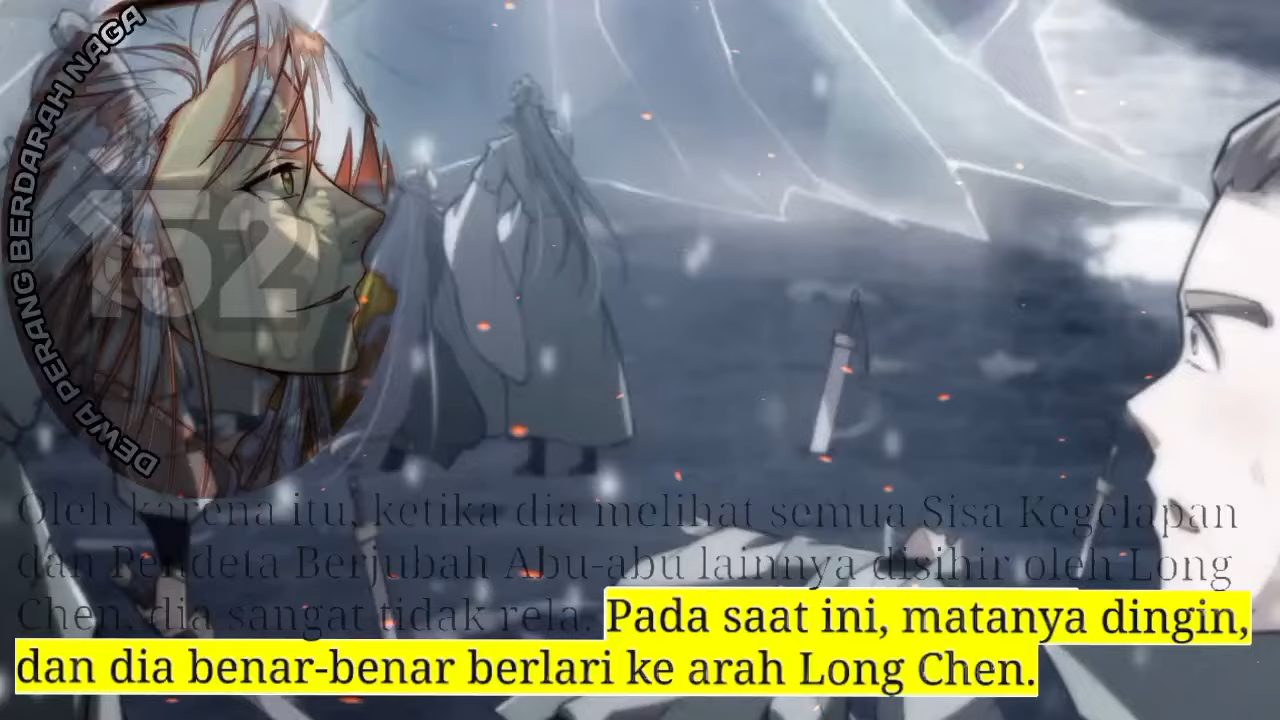 DEWA PERANG BERDARAH NAGA
152
Oleh karena itu, ketika dia melihat semua Sisa Kegelapan
dan Pendeta Berjubah Abu-abu lainnya disihir oleh Long
Chen, dia sangat tidak rela. Pada saat ini, matanya dingin,
dan dia benar-benar berlari ke arah Long Chen.